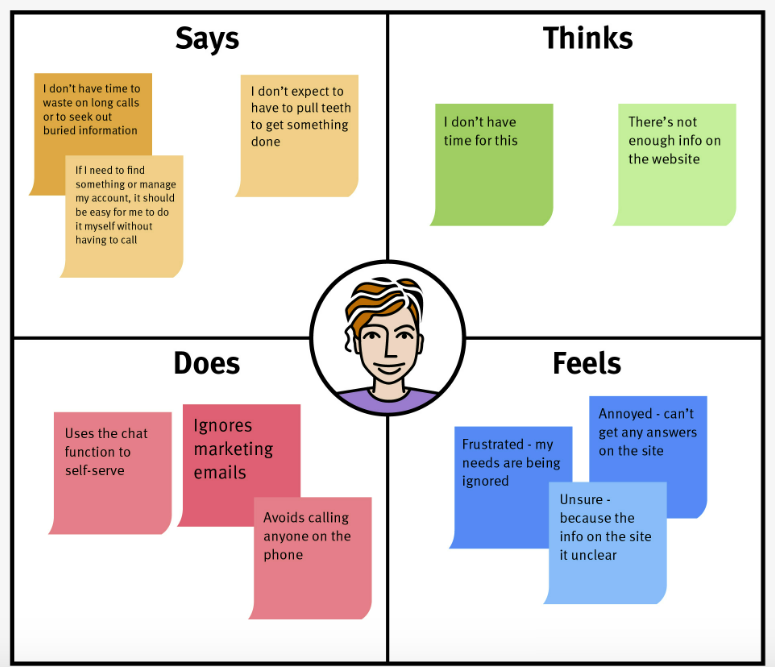 Says
I don't have time to
waste on long calls
or to seek out
buried information
If I need to find
something or manage
my account, it should
be easy for me to do
it myself without
having to call
I don't expect to
have to pull teeth
to get something
done
Thinks
I don't have
time for this
There's not
enough info on
the website
Does
Uses the chat
function to
self-serve
Ignores
marketing
emails
Avoids calling
anyone on the
phone
Feels
Frustrated - my
needs are being
ignored
Annoyed - can't
get any answers
on the site
Unsure -
because the
info on the site
it unclear